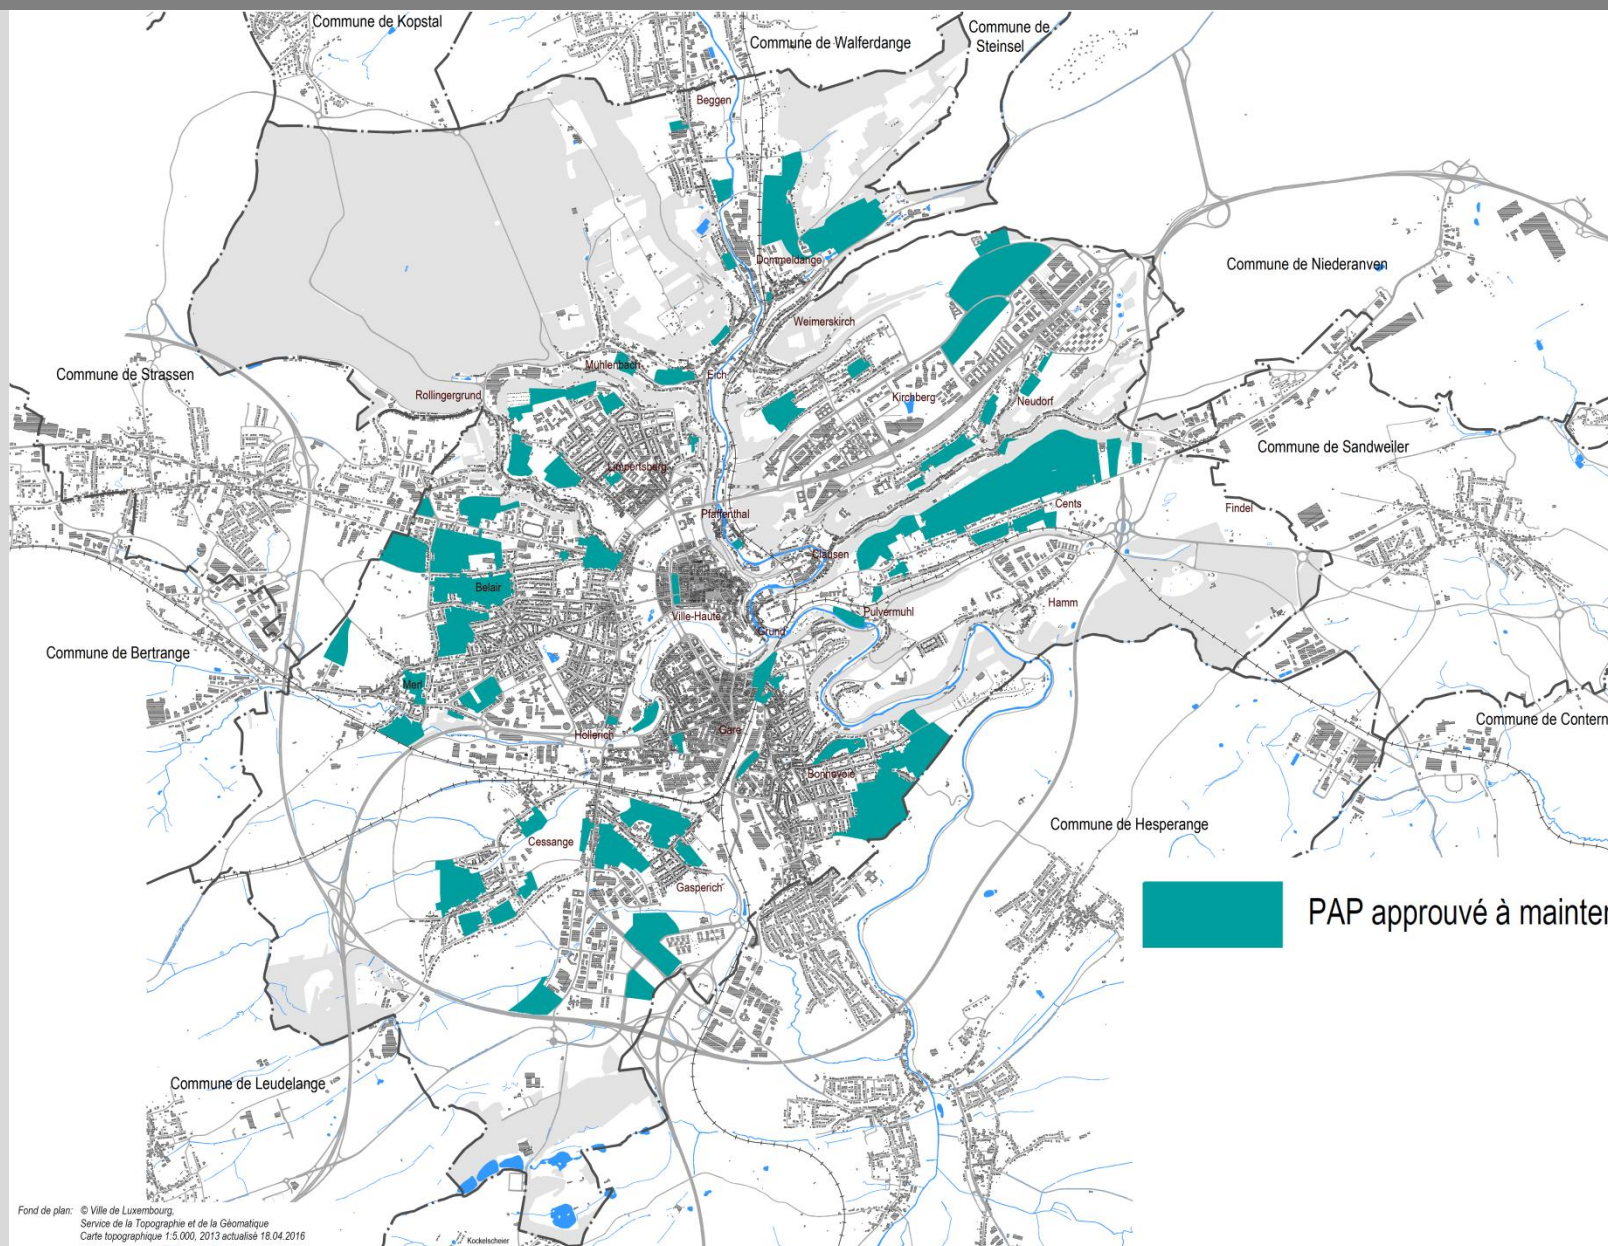 Commune de Kopstal
Commune de Walferdange
Commune de
Steinsel
Beggen
Commune de Niederanven
Dommeldange
Weimerskirch
Commune de Strassen
Mühlenbach
Eich
Rollingergrund
Kirchberg
Neudorf
Commune de Sandweiler
Limpertsberg
Cents
Findel
Pfaffenthal
Clausen
Belair
Hamm
Ville-Haute
Pulvermuhl
Grund
Commune de Bertrange
Merl
Commune de Contern
Hollerich
Gare
Bonnevoie
Commune de Hesperange
Cessange
Gasperich
PAP approuvé à mainten
Commune de Leudelange
Fond de plan: © Ville de Luxembourg,
Service de la Topographie et de la Géomatique
Carte topographique 1:5.000, 2013 actualisé 18.04.2016
Kockelscheier